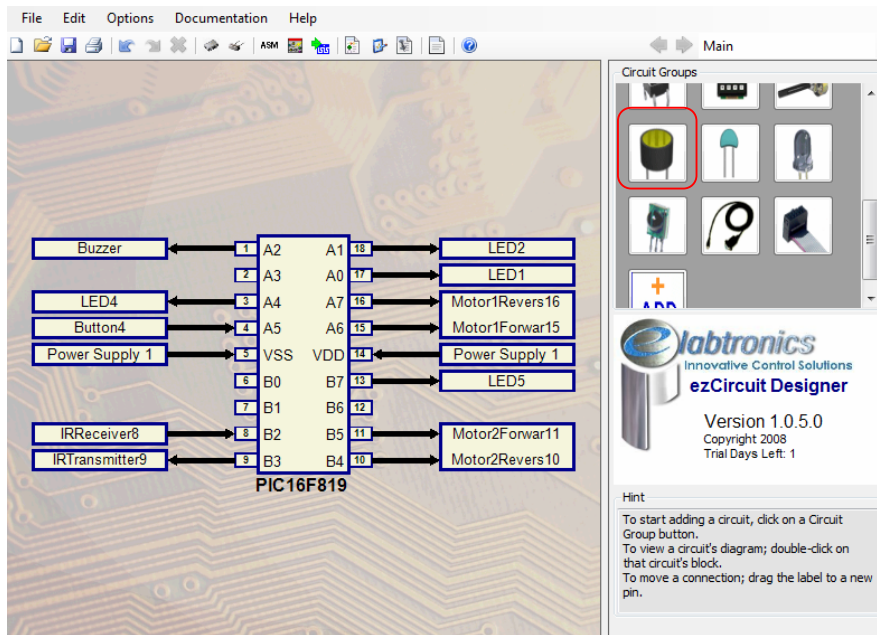 File Edit Options Documentation Help
ASM
Main
Circuit Groups
+
ADD
Buzzer 1 A2 A1 18 LED2
2 A3 A0 17 LED1
LED4 3 A4 A7 16 Motor1Revers16
Button4 4 A5 A6 15 Motor1Forwar15
Power Supply 1 5 VSS VDD 14 Power Supply 1
6 B0 B7 13 LED5
7 B1 B6 12
IRReceiver8 8 B2 B5 11 Motor2Forwar11
IRTransmitter9 9 B3 B4 10 Motor2Revers10
PIC16F819
elabtronics
Innovative Control Solutions
ezCircuit Designer
Version 1.0.5.0
Copyright 2008
Trial Days Left: 1
Hint
To start adding a circuit, click on a Circuit
Group button.
To view a circuit's diagram; double-click on
that circuit's block.
To move a connection; drag the label to a new
pin.